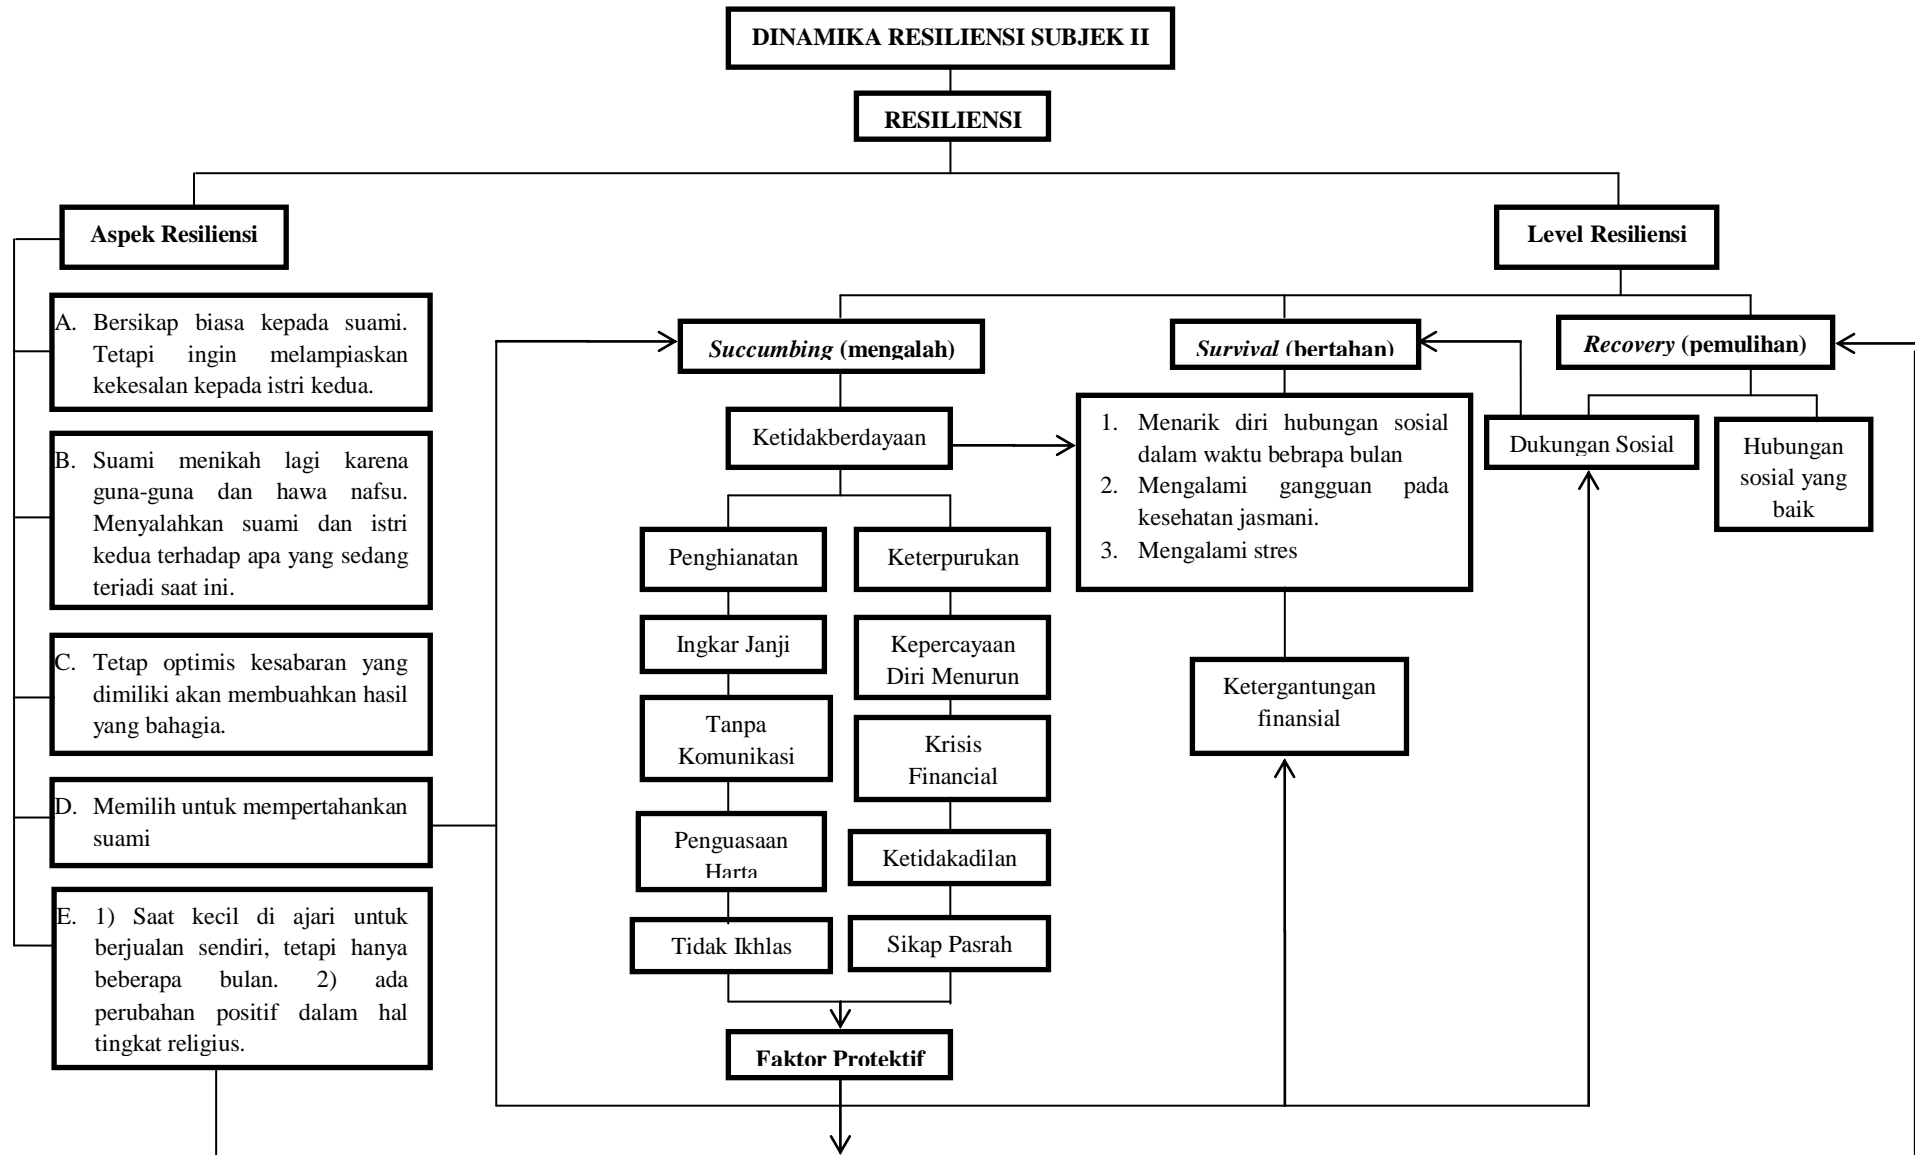 DINAMIKA RESILIENSI SUBJEK II
RESILIENSI
Aspek Resiliensi
Level Resiliensi
A. Bersikap biasa kepada suami.
Tetapi ingin melampiaskan
kekesalan kepada istri kedua.
B. Suami menikah lagi karena
guna-guna dan hawa nafsu.
Menyalahkan suami dan istri
kedua terhadap apa yang sedang
terjadi saat ini.
C. Tetap optimis kesabaran yang
dimiliki akan membuahkan hasil
yang bahagia.
D. Memilih untuk mempertahankan
suami
E. 1) Saat kecil di ajari untuk
berjualan sendiri, tetapi hanya
beberapa bulan. 2) ada
perubahan positif dalam hal
tingkat religius.
Succumbing (mengalah)
Ketidakberdayaan
Penghianatan
Ingkar Janji
Tanpa
Komunikasi
Penguasaan
Harta
Tidak Ikhlas
Keterpurukan
Kepercayaan
Diri Menurun
Krisis
Financial
Ketidakadilan
Sikap Pasrah
Faktor Protektif
Survival (bertahan)
1. Menarik diri hubungan sosial
dalam waktu bebrapa bulan
2. Mengalami gangguan pada
kesehatan jasmani.
3. Mengalami stres
Ketergantungan
finansial
Recovery (pemulihan)
Dukungan Sosial
Hubungan
sosial yang
baik